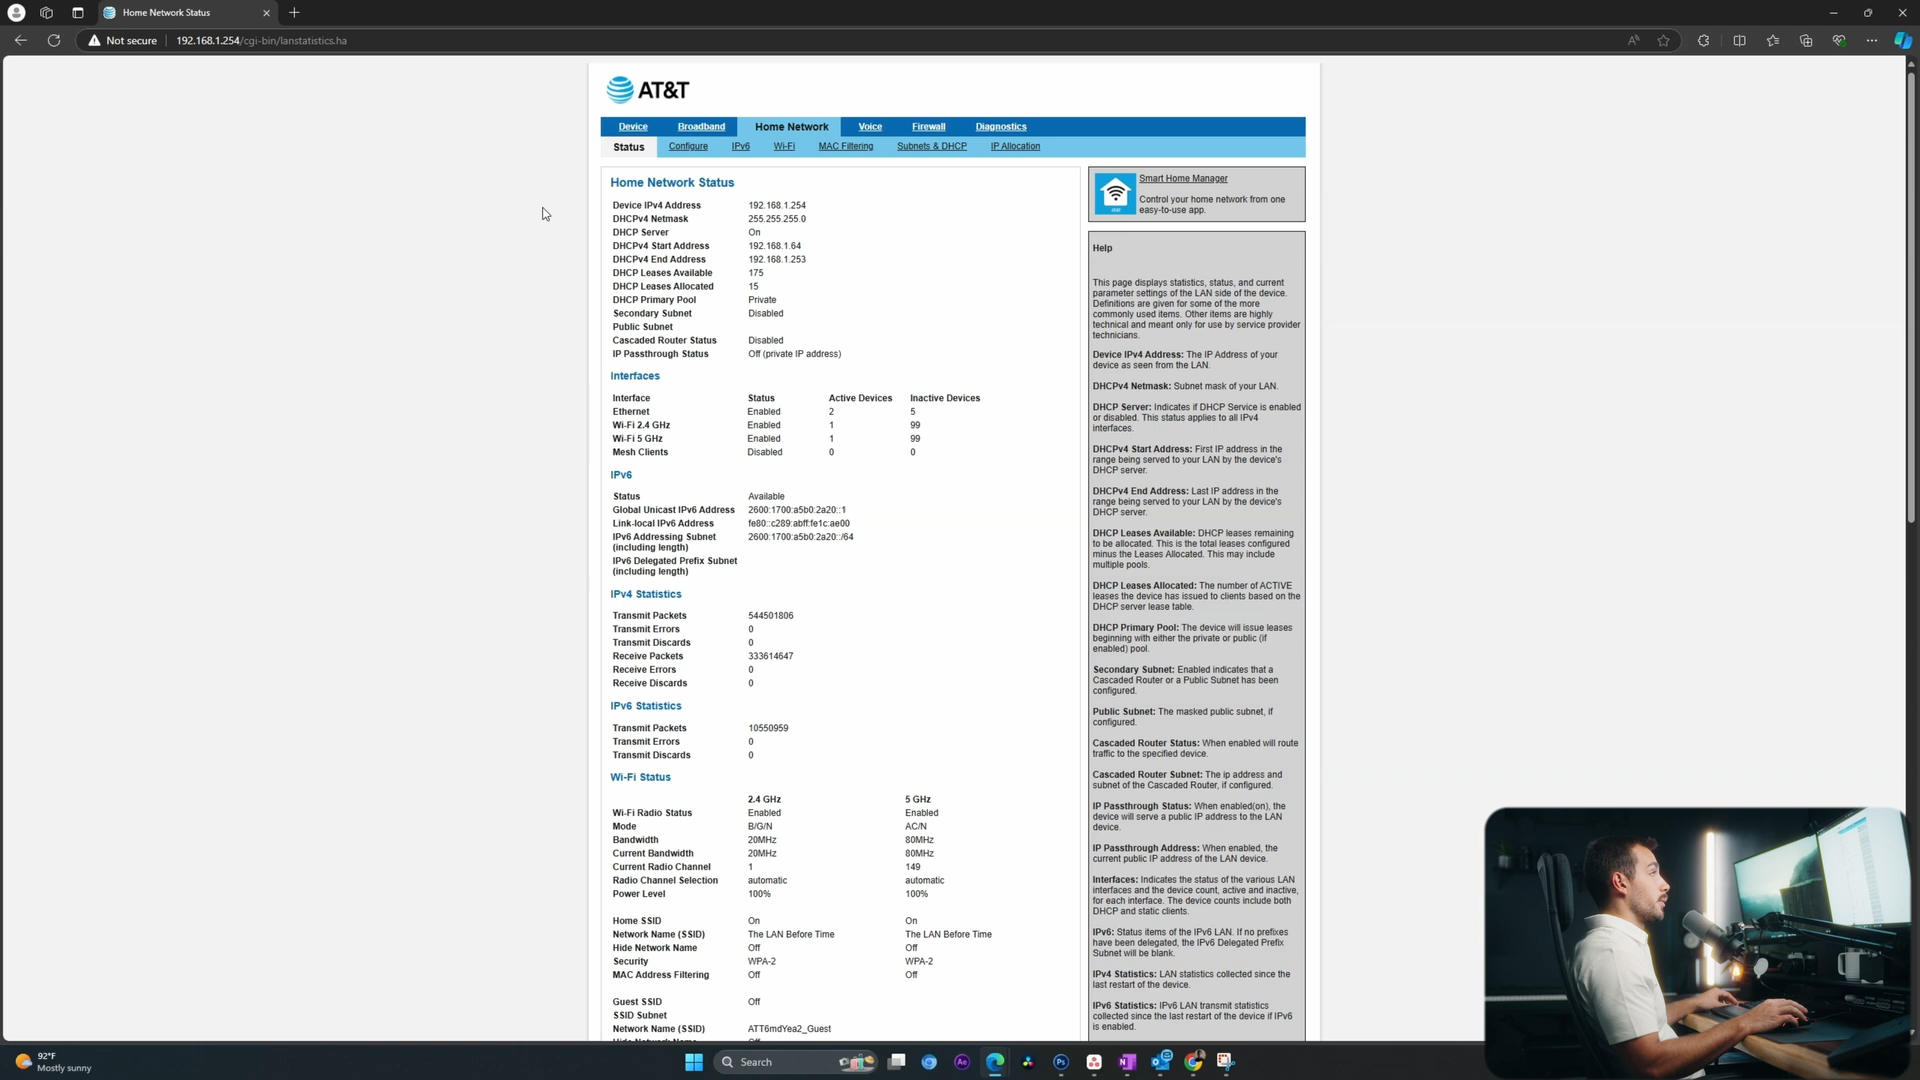 Home Network Status
Not secure
192.168.1.254/cgi-bin/lanstatistics.ha
AT&T
Device Broadband Home Network Voice Firewall Diagnostics
Status Configure IPv6 Wi-Fi MAC Filtering Subnets & DHCP IP Allocation
Home Network Status
Device IPv4 Address 192.168.1.254
DHCPv4 Netmask 255.255.255.0
DHCP Server On
DHCPv4 Start Address 192.168.1.64
DHCPv4 End Address 192.168.1.253
DHCP Leases Available 175
DHCP Leases Allocated 15
DHCP Primary Pool Private
Secondary Subnet Disabled
Public Subnet
Cascaded Router Status Disabled
IP Passthrough Status Off (private IP address)
Interfaces
Interface Status Active Devices Inactive Devices
Ethernet Enabled 2 5
Wi-Fi 2.4 GHz Enabled 1 99
Wi-Fi 5 GHz Enabled 1 99
Mesh Clients Disabled 0 0
IPv6
Status Available
Global Unicast IPv6 Address 2600:1700:a5b0:2a20::1
Link-local IPv6 Address fe80::c289:abff:fe1c:ae00
IPv6 Addressing Subnet 2600:1700:a5b0:2a20::/64
(including length)
IPv6 Delegated Prefix Subnet
(including length)
IPv4 Statistics
Transmit Packets 544501806
Transmit Errors 0
Transmit Discards 0
Receive Packets 333614647
Receive Errors 0
Receive Discards 0
IPv6 Statistics
Transmit Packets 10550959
Transmit Errors 0
Transmit Discards 0
Wi-Fi Status
2.4 GHz 5 GHz
Wi-Fi Radio Status Enabled Enabled
Mode B/G/N AC/N
Bandwidth 20MHz 80MHz
Current Bandwidth 20MHz 80MHz
Current Radio Channel 1 149
Radio Channel Selection automatic automatic
Power Level 100% 100%
Home SSID On On
Network Name (SSID) The LAN Before Time The LAN Before Time
Hide Network Name Off Off
Security WPA-2 WPA-2
MAC Address Filtering Off Off
Guest SSID Off
SSID Subnet
Network Name (SSID) ATT6mdYea2_Guest
Hide Network Name Off
Smart Home Manager
Control your home network from one
easy-to-use app.
Help
This page displays statistics, status, and current
parameter settings of the LAN side of the device.
Definitions are given for some of the more
commonly used items. Other items are highly
technical and meant only for use by service provider
technicians.
Device IPv4 Address: The IP Address of your
device as seen from the LAN.
DHCPv4 Netmask: Subnet mask of your LAN.
DHCP Server: Indicates if DHCP Service is enabled
or disabled. This status applies to all IPv4
interfaces.
DHCPv4 Start Address: First IP address in the
range being served to your LAN by the device's
DHCP server.
DHCPv4 End Address: Last IP address in the
range being served to your LAN by the device's
DHCP server.
DHCP Leases Available: DHCP leases remaining
to be allocated. This is the total leases configured
minus the Leases Allocated. This may include
multiple pools.
DHCP Leases Allocated: The number of ACTIVE
leases the device has issued to clients based on the
DHCP server lease table.
DHCP Primary Pool: The device will issue leases
beginning with either the private or public (if
enabled) pool.
Secondary Subnet: Enabled indicates that a
Cascaded Router or a Public Subnet has been
configured.
Public Subnet: The masked public subnet, if
configured.
Cascaded Router Status: When enabled will route
traffic to the specified device.
Cascaded Router Subnet: The ip address and
subnet of the Cascaded Router, if configured.
IP Passthrough Status: When enabled(on), the
device will serve a public IP address to the LAN
device.
IP Passthrough Address: When enabled, the
current public IP address of the LAN device.
Interfaces: Indicates the status of the various LAN
interfaces and the device count, active and inactive,
for each interface. The device counts include both
DHCP and static clients.
IPv6: Status items of the IPv6 LAN. If no prefixes
have been delegated, the IPv6 Delegated Prefix
Subnet will be blank.
IPv4 Statistics: LAN statistics collected since the
last restart of the device.
IPv6 Statistics: IPv6 LAN transmit statistics
collected since the last restart of the device if IPv6
is enabled.
92°F
Mostly sunny
Search